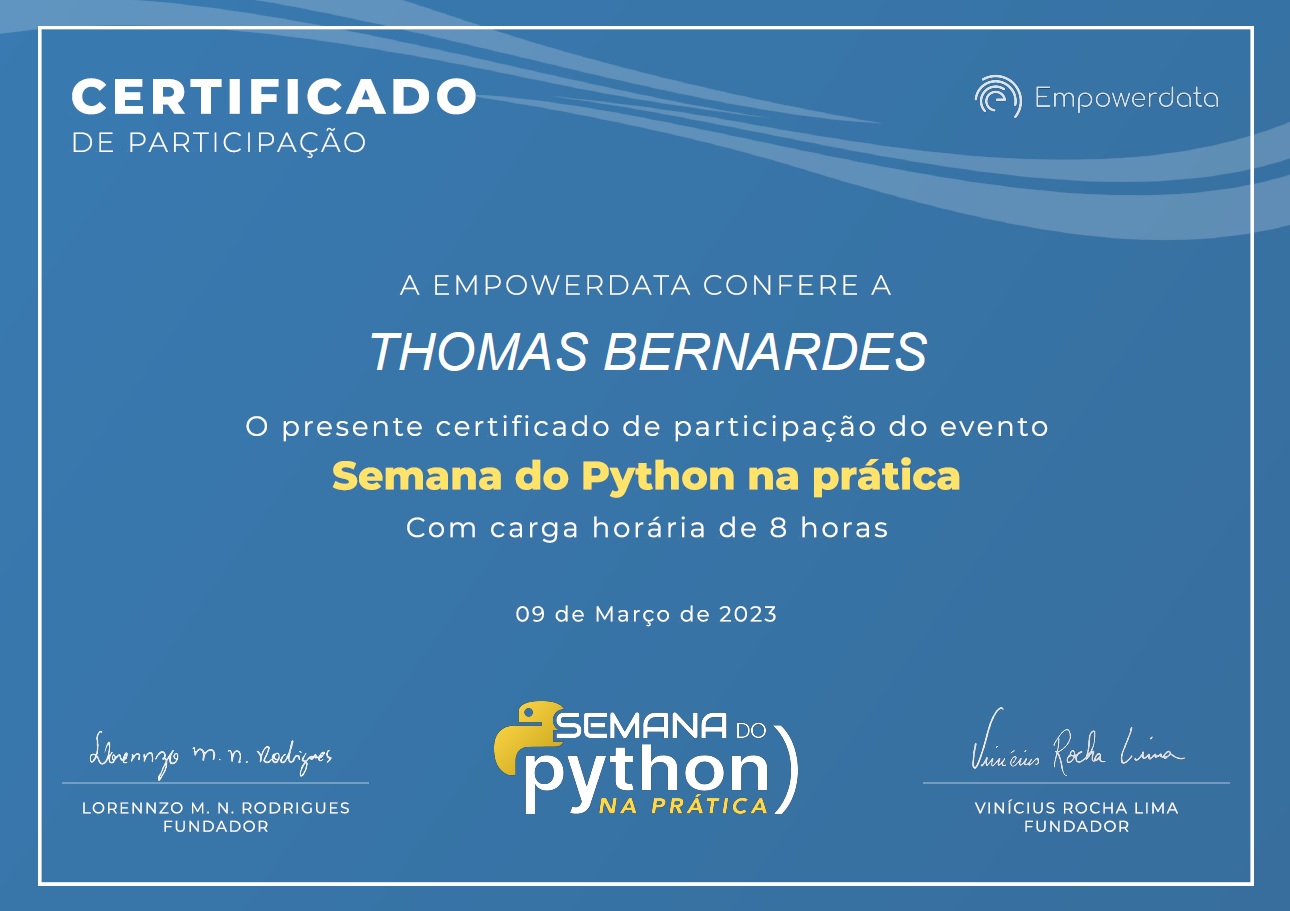 CERTIFICADO
DE PARTICIPAÇÃO
Empowerdata
A EMPOWERDATA CONFERE A
THOMAS BERNARDES
O presente certificado de participação do evento
Semana do Python na prática
Com carga horária de 8 horas
09 de Março de 2023
Lorennzo M. N. Rodrigues
LORENNZO M. N. RODRIGUES
FUNDADOR
SEMANA DO
python)
NA PRÁTICA
Vinícius Rocha Lima
VINÍCIUS ROCHA LIMA
FUNDADOR